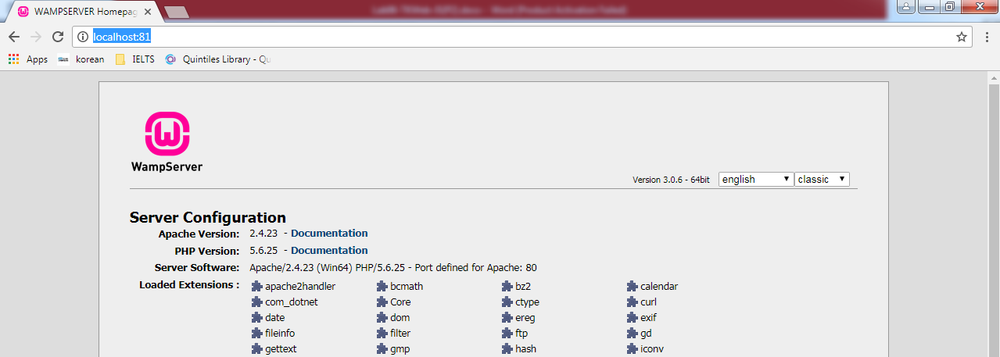 WAMPSERVER Homepag
localhost:81
Apps korean IELTS Quintiles Library - Qu
WampServer
Version 3.0.6 - 64bit english classic
Server Configuration
Apache Version: 2.4.23 - Documentation
PHP Version: 5.6.25 - Documentation
Server Software: Apache/2.4.23 (Win64) PHP/5.6.25 - Port defined for Apache: 80
Loaded Extensions : apache2handler bcmath bz2 calendar
com_dotnet Core ctype curl
date dom ereg exif
fileinfo filter ftp gd
gettext gmp hash iconv